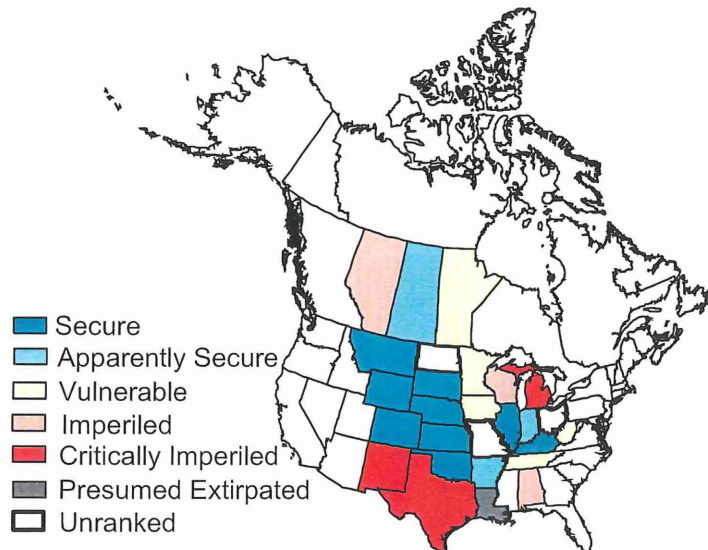 Secure
Apparently Secure
Vulnerable
Imperiled
Critically Imperiled
Presumed Extirpated
Unranked